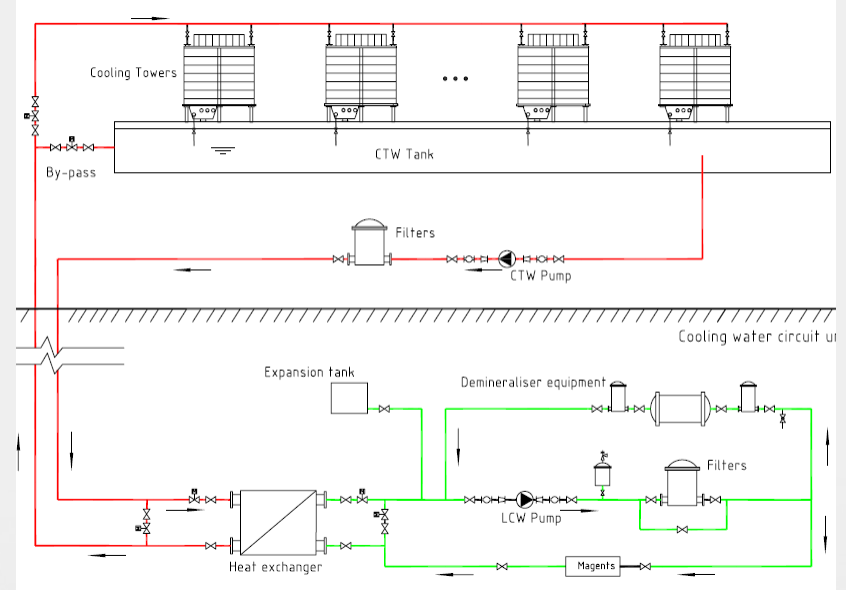 Cooling Towers
CTW Tank
By-pass
Filters
CTW Pump
Cooling water circuit
Expansion tank
Demineraliser equipment
Filters
LCW Pump
Heat exchanger
Magents